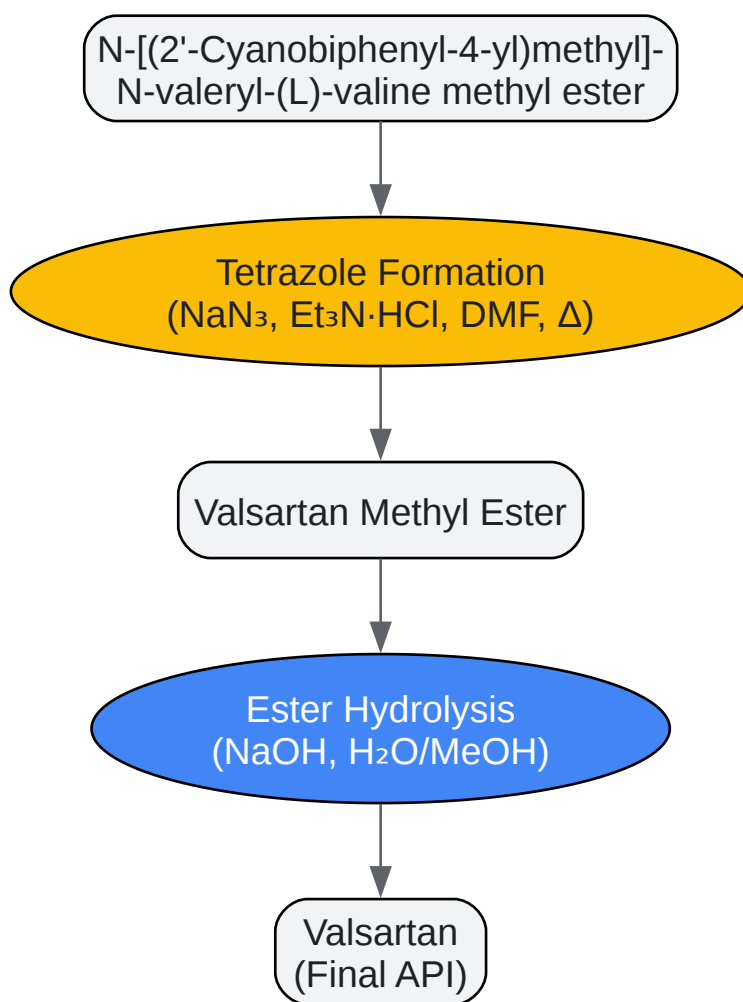 N-[(2'-Cyanobiphenyl-4-yl)methyl]-
N-valeryl-(L)-valine methyl ester
Tetrazole Formation
(NaN₃, Et₃N·HCl, DMF, Δ)
Valsartan Methyl Ester
Ester Hydrolysis
(NaOH, H₂O/MeOH)
Valsartan
(Final API)